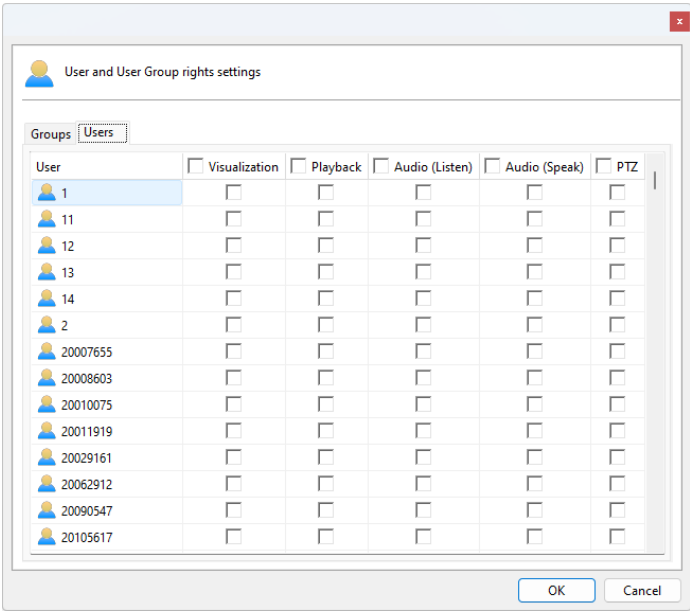 x
User and User Group rights settings
Groups Users
User Visualization Playback Audio (Listen) Audio (Speak) PTZ
1
11
12
13
14
2
20007655
20008603
20010075
20011919
20029161
20062912
20090547
20105617
OK Cancel